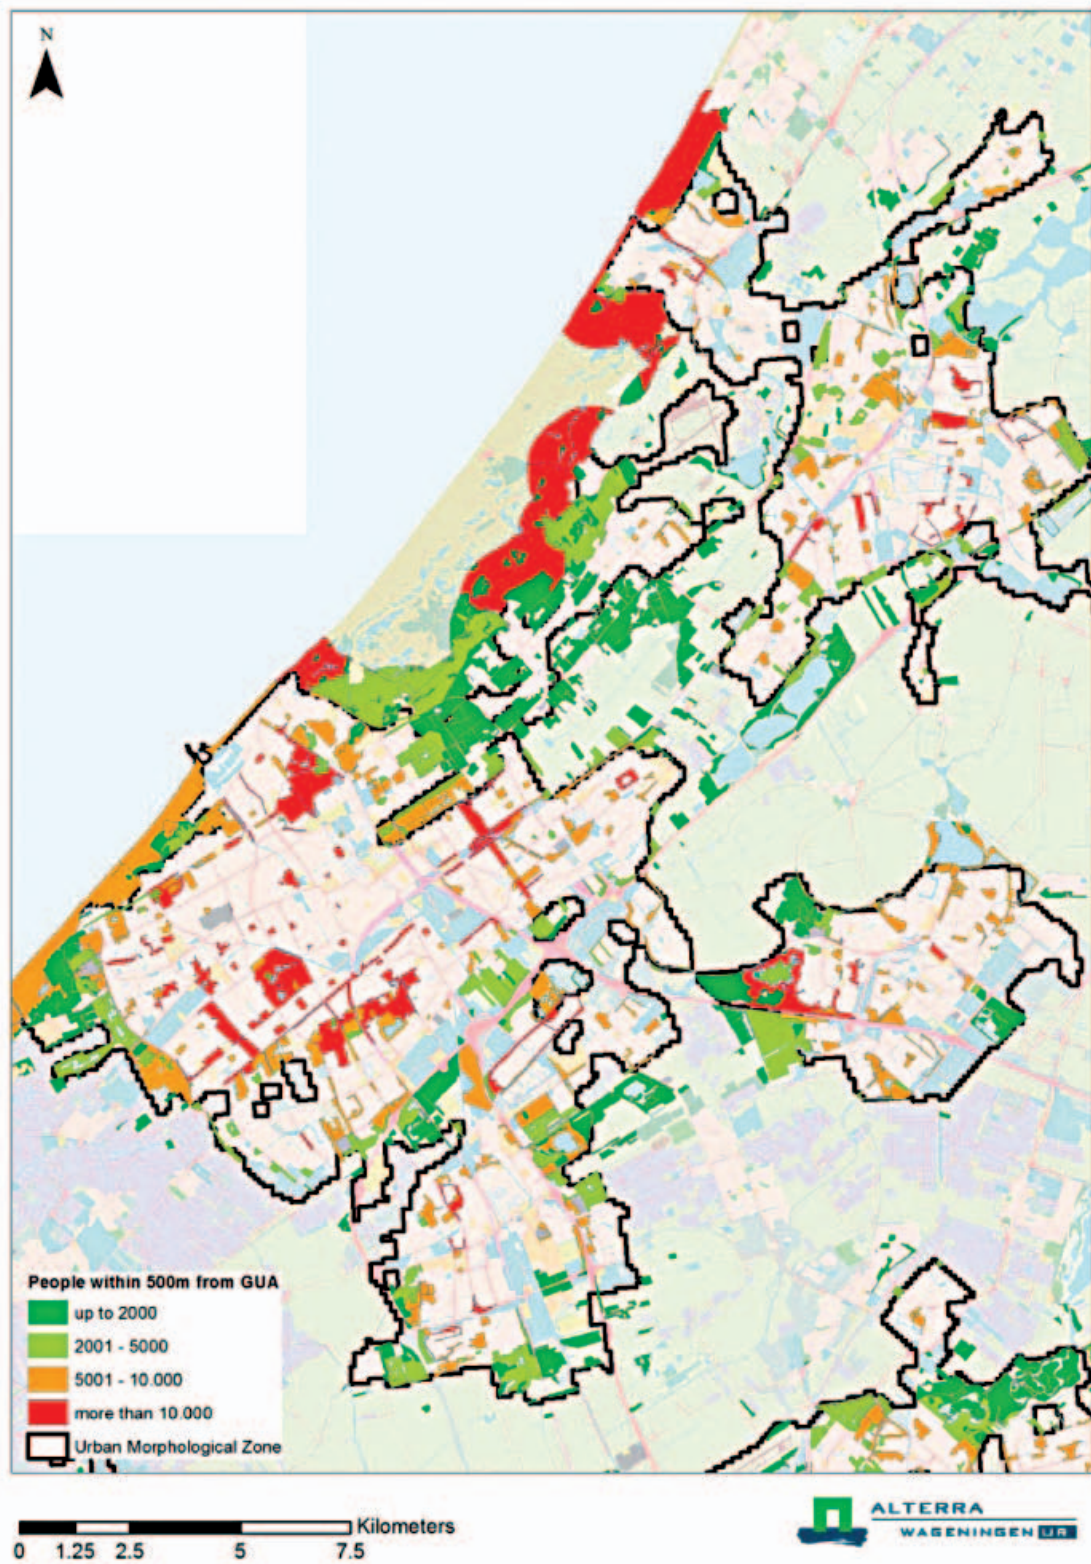 N
People within 500m from GUA
up to 2000
2001 - 5000
5001 - 10.000
more than 10.000
Urban Morphological Zone
Kilometers
0 1.25 2.5 5 7.5
ALTERRA
WAGENINGEN UR